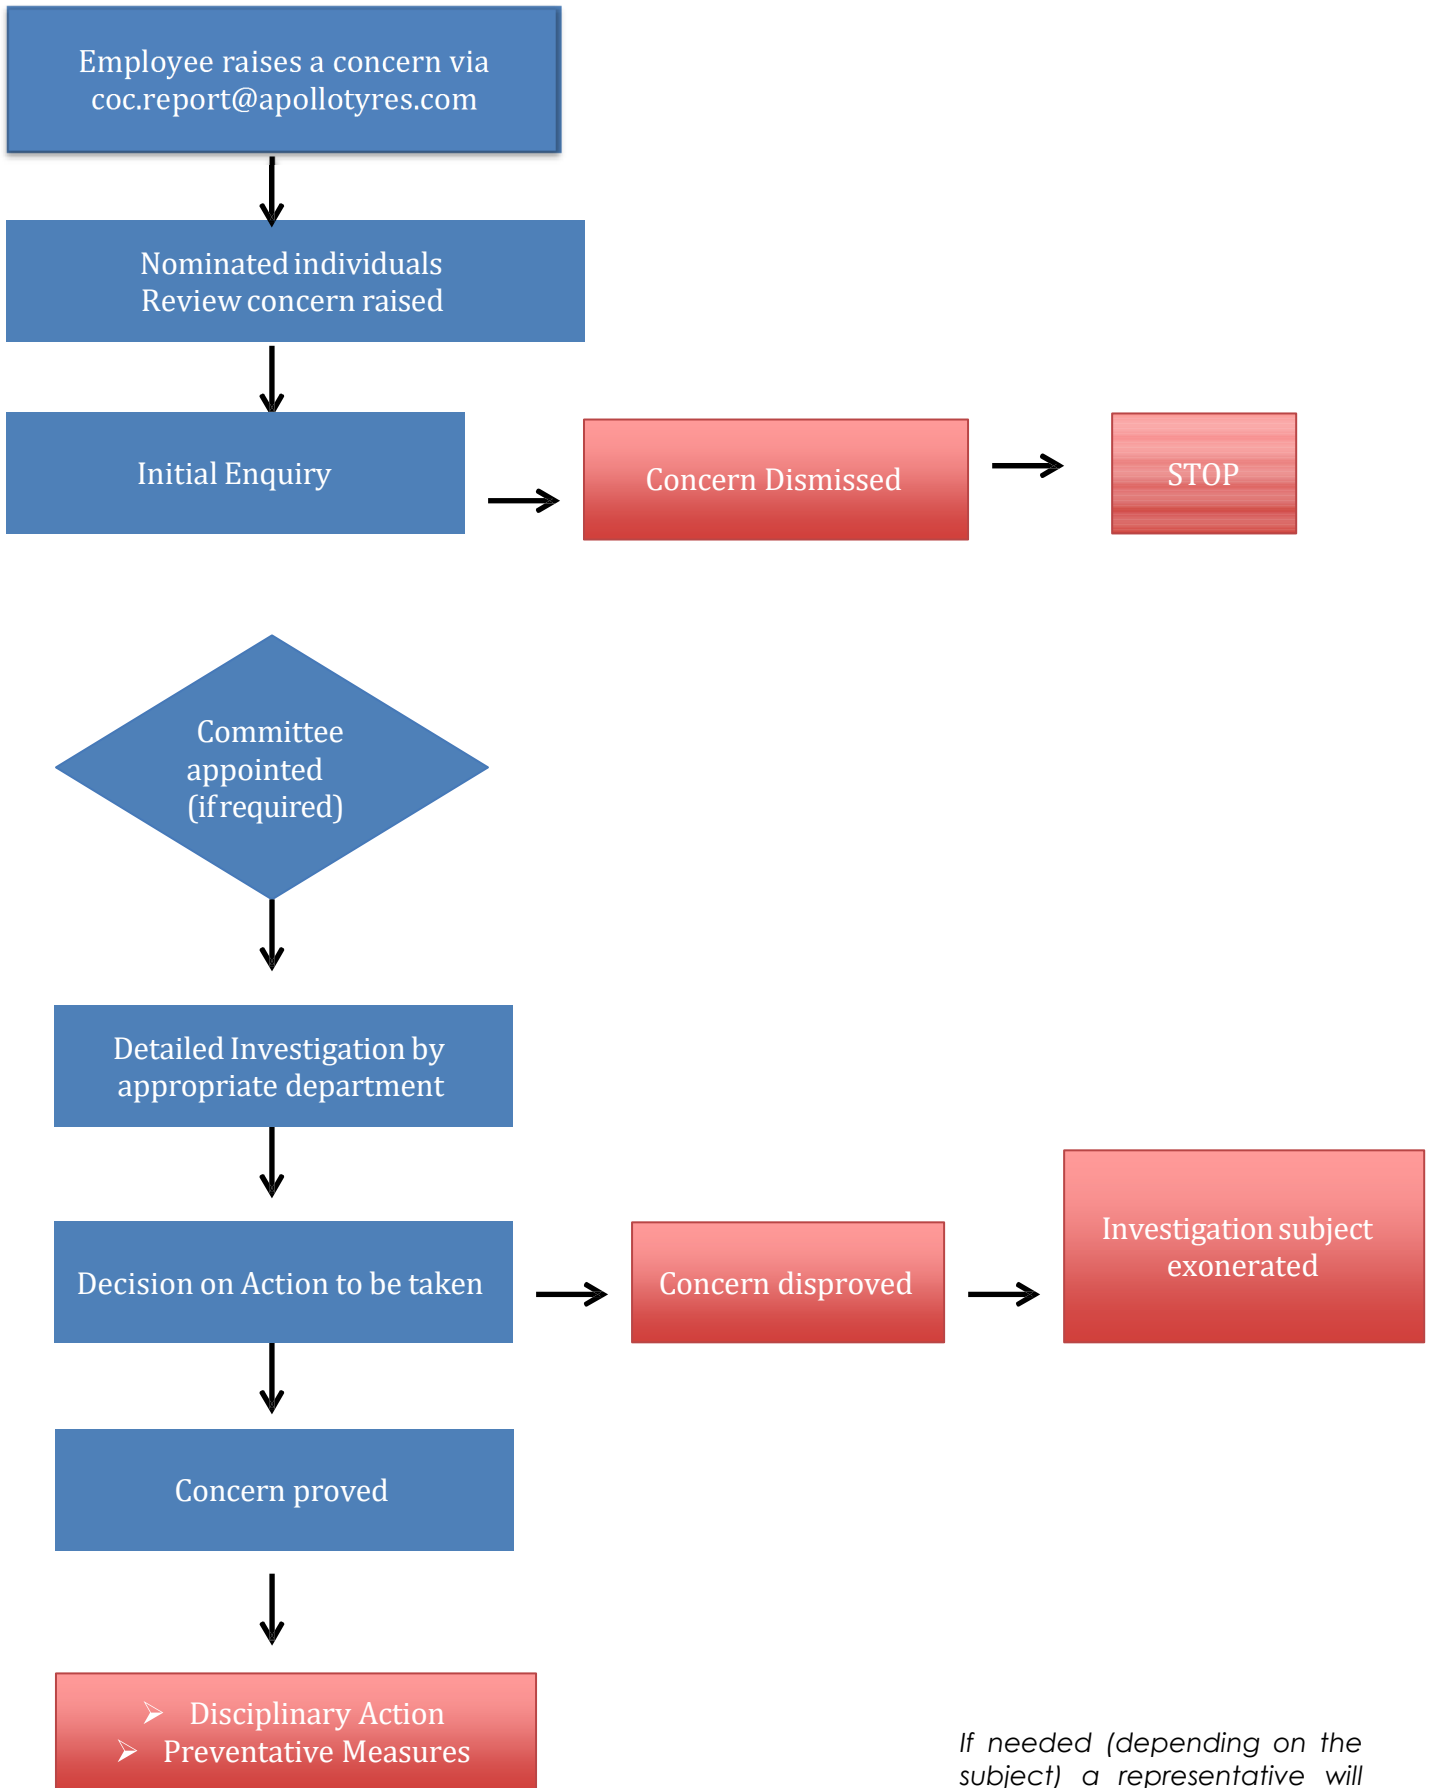 Employee raises a concern via
coc.report@apollotyres.com
Nominated individuals
Review concern raised
Initial Enquiry
Concern Dismissed
STOP
Committee
appointed
(if required)
Detailed Investigation by
appropriate department
Decision on Action to be taken
Concern disproved
Investigation subject
exonerated
Concern proved
➢ Disciplinary Action
➢ Preventative Measures
If needed (depending on the
subject) a representative will